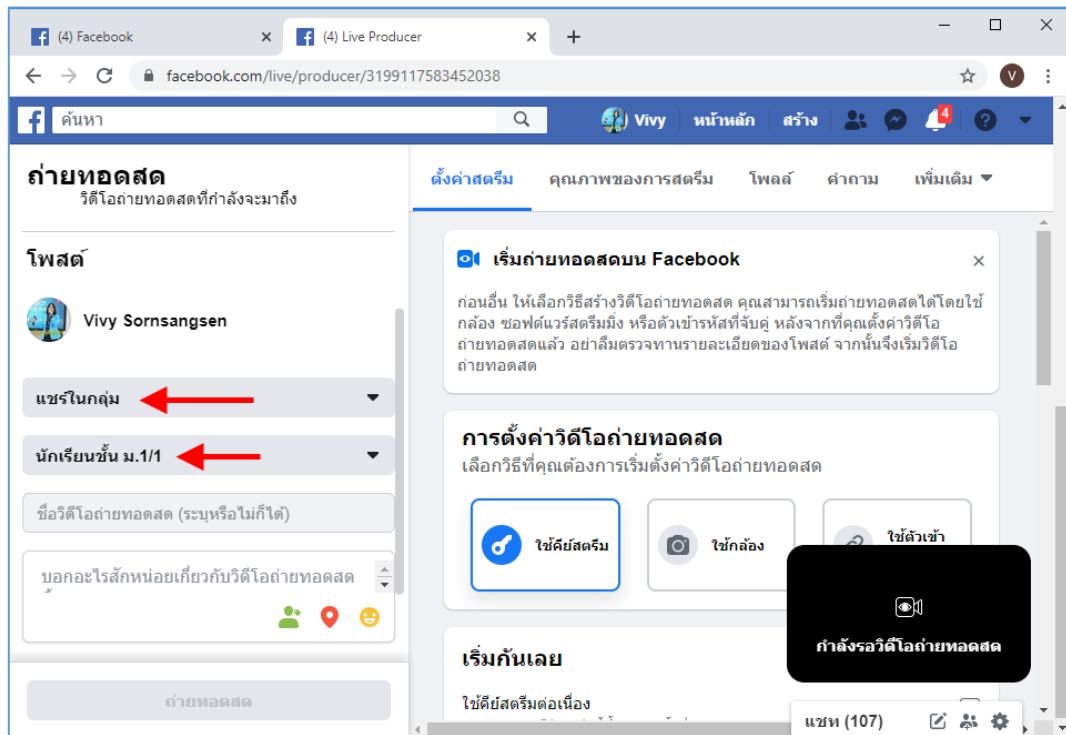 (4) Facebook
(4) Live Producer
facebook.com/live/producer/3199117583452038
V
ค้นหา
Vivy
หน้าหลัก
สร้าง
4
ถ่ายทอดสด
วิดีโอถ่ายทอดสดที่กำลังจะมาถึง
โพสต์
Vivy Sornsangsen
แชร์ในกลุ่ม
นักเรียนชั้น ม.1/1
ชื่อวิดีโอถ่ายทอดสด (ระบุหรือไม่ก็ได้)
บอกอะไรสักหน่อยเกี่ยวกับวิดีโอถ่ายทอดสด
ถ่ายทอดสด
ตั้งค่าสตรีม
คุณภาพของการสตรีม
โพลล์
คำถาม
เพิ่มเติม
เริ่มถ่ายทอดสดบน Facebook
ก่อนอื่น ให้เลือกวิธีสร้างวิดีโอถ่ายทอดสด คุณสามารถเริ่มถ่ายทอดสดได้โดยใช้
กล้อง ซอฟต์แวร์สตรีมมิ่ง หรือตัวเข้ารหัสที่จับคู่ หลังจากที่คุณตั้งค่าวิดีโอ
ถ่ายทอดสดแล้ว อย่าลืมตรวจทานรายละเอียดของโพสต์ จากนั้นจึงเริ่มวิดีโอ
ถ่ายทอดสด
การตั้งค่าวิดีโอถ่ายทอดสด
เลือกวิธีที่คุณต้องการเริ่มตั้งค่าวิดีโอถ่ายทอดสด
ใช้คีย์สตรีม
ใช้กล้อง
ใช้ตัวเข้า
กำลังรอวิดีโอถ่ายทอดสด
เริ่มกันเลย
ใช้คีย์สตรีมต่อเนื่อง
แชท (107)